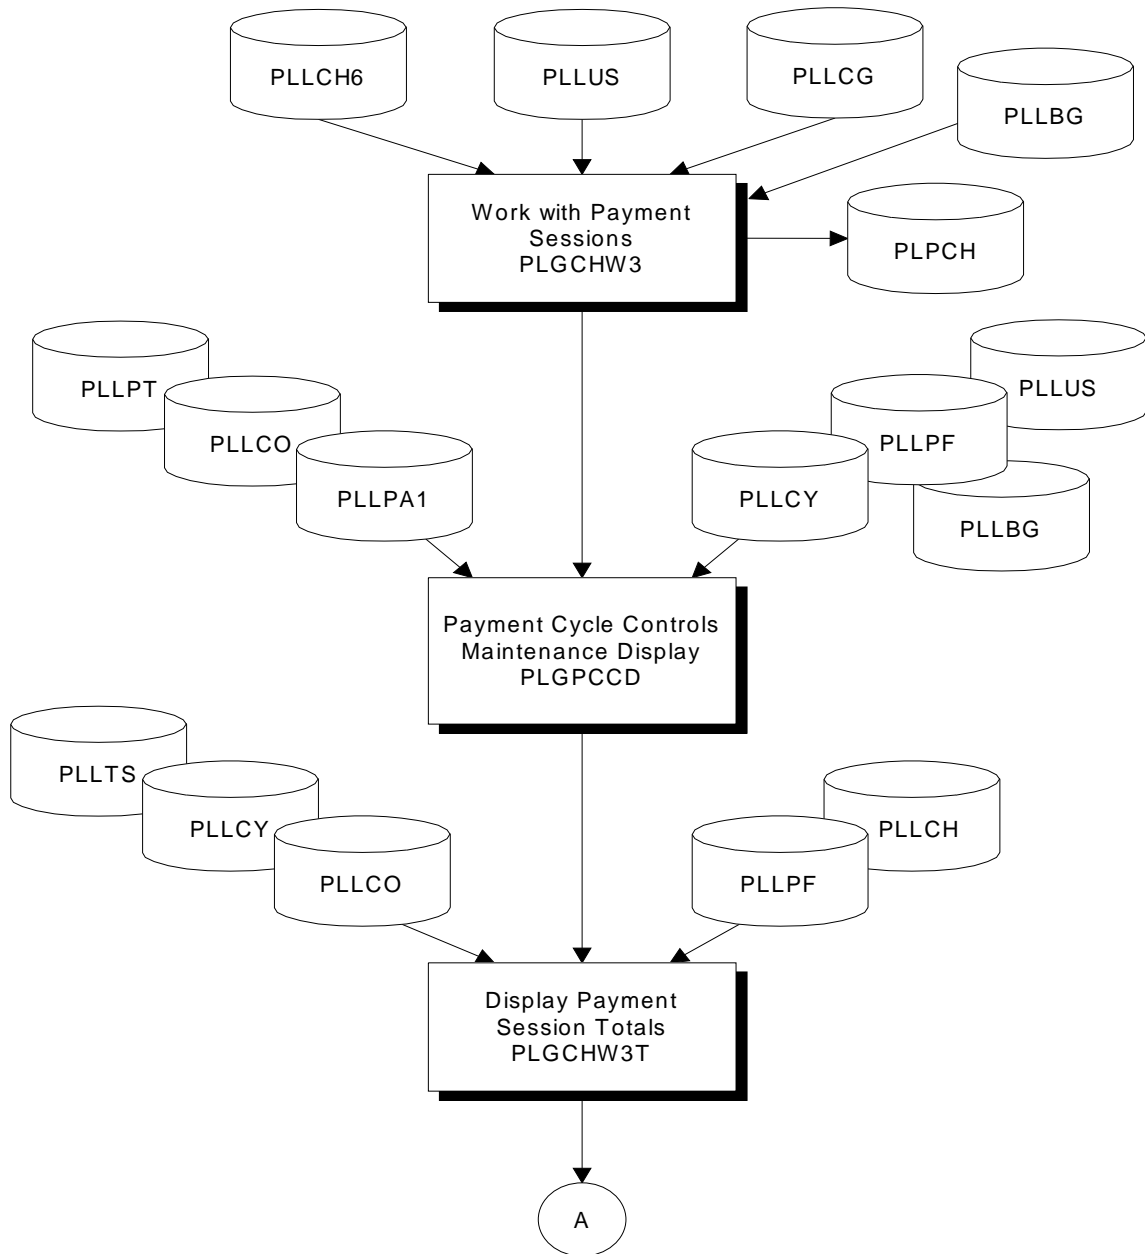 PLLCH6
PLLUS
PLLCG
PLLBG
Work with Payment
Sessions
PLGCHW3
PLPCH
PLLPT
PLLCO
PLLPA1
PLLUS
PLLPF
PLLCY
PLLBG
Payment Cycle Controls
Maintenance Display
PLGPCCD
PLLTS
PLLCY
PLLCO
PLLCH
PLLPF
Display Payment
Session Totals
PLGCHW3T
A